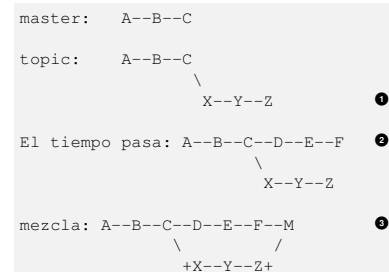 master:   A--B--C
topic:    A--B--C
                 \
                  X--Y--Z          ❶
El tiempo pasa: A--B--C--D--E--F   ❷
                       \
                        X--Y--Z
mezcla: A--B--C--D--E--F--M        ❸
               \         /
                +X--Y--Z+